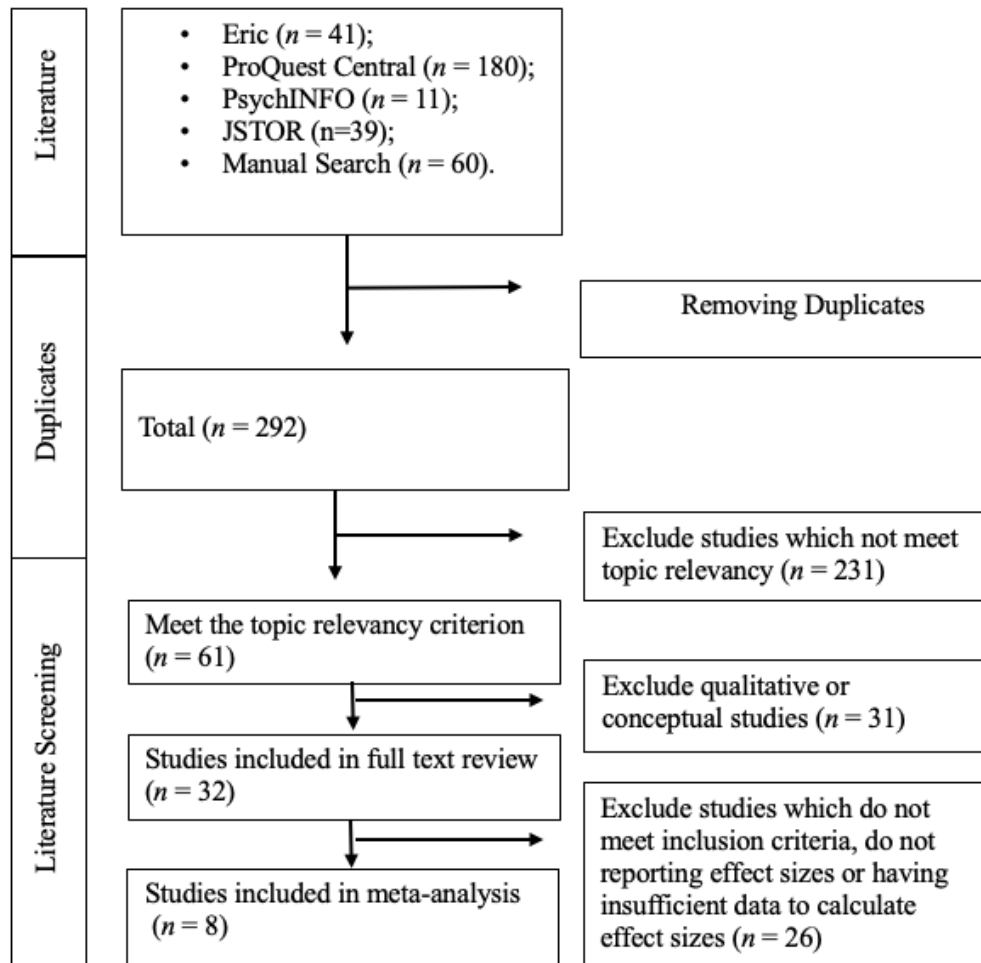 Literature
• Eric (n = 41);
• ProQuest Central (n = 180);
• PsychINFO (n = 11);
• JSTOR (n=39);
• Manual Search (n = 60).
Duplicates
Removing Duplicates
Total (n = 292)
Literature Screening
Exclude studies which not meet
topic relevancy (n = 231)
Meet the topic relevancy criterion
(n = 61)
Exclude qualitative or
conceptual studies (n = 31)
Studies included in full text review
(n = 32)
Exclude studies which do not
meet inclusion criteria, do not
reporting effect sizes or having
insufficient data to calculate
effect sizes (n = 26)
Studies included in meta-analysis
(n = 8)